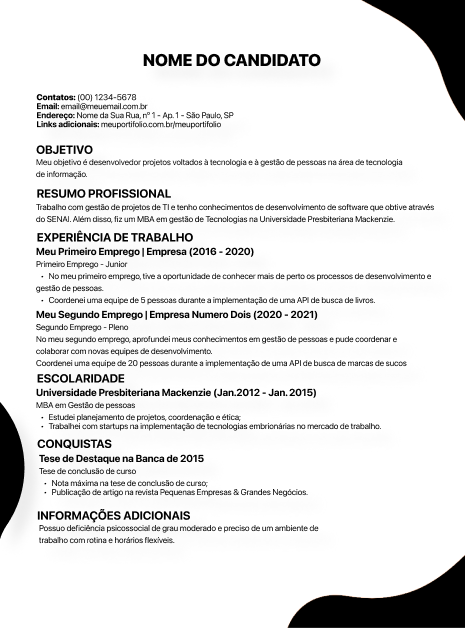 NOME DO CANDIDATO
Contatos: (00) 1234-5678
Email: email@meuemail.com.br
Endereço: Nome da Sua Rua, nº 1 - Ap. 1 - São Paulo, SP
Links adicionais: meuportifolio.com.br/meuportifolio
OBJETIVO
Meu objetivo é desenvolvedor projetos voltados à tecnologia e à gestão de pessoas na área de tecnologia
de informação.
RESUMO PROFISSIONAL
Trabalho com gestão de projetos de TI e tenho conhecimentos de desenvolvimento de software que obtive através
do SENAI. Além disso, fiz um MBA em gestão de Tecnologias na Universidade Presbiteriana Mackenzie.
EXPERIÊNCIA DE TRABALHO
Meu Primeiro Emprego | Empresa (2016 - 2020)
Primeiro Emprego - Junior
• No meu primeiro emprego, tive a oportunidade de conhecer mais de perto os processos de desenvolvimento e
gestão de pessoas.
• Coordenei uma equipe de 5 pessoas durante a implementação de uma API de busca de livros.
Meu Segundo Emprego | Empresa Numero Dois (2020 - 2021)
Segundo Emprego - Pleno
No meu segundo emprego, aprofundei meus conhecimentos em gestão de pessoas e pude coordenar e
colaborar com novas equipes de desenvolvimento.
Coordenei uma equipe de 20 pessoas durante a implementação de uma API de busca de marcas de sucos
ESCOLARIDADE
Universidade Presbiteriana Mackenzie (Jan.2012 - Jan. 2015)
MBA em Gestão de pessoas
• Estudei planejamento de projetos, coordenação e ética;
• Trabalhei com startups na implementação de tecnologias embrionárias no mercado de trabalho.
CONQUISTAS
Tese de Destaque na Banca de 2015
Tese de conclusão de curso
• Nota máxima na tese de conclusão de curso;
• Publicação de artigo na revista Pequenas Empresas & Grandes Negócios.
INFORMAÇÕES ADICIONAIS
Possuo deficiência psicossocial de grau moderado e preciso de um ambiente de
trabalho com rotina e horários flexíveis.